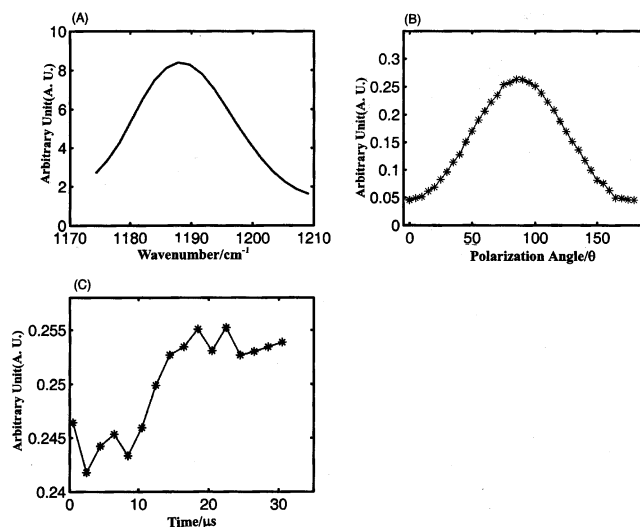 (A)
Arbitrary Unit(A. U.)
10
8
6
4
2
0
1170 1180 1190 1200 1210
Wavenumber/cm⁻¹
(B)
Arbitrary Unit(A. U.)
0.3
0.25
0.2
0.15
0.1
0.05
0
0 50 100 150
Polarization Angle/θ
(C)
Arbitrary Unit(A. U.)
0.255
0.25
0.245
0.24
0 10 20 30
Time/μs